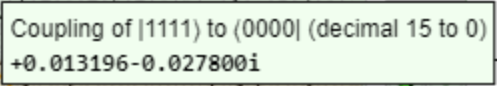 Coupling of |1111⟩ to ⟨0000| (decimal 15 to 0)
+0.013196-0.027800i